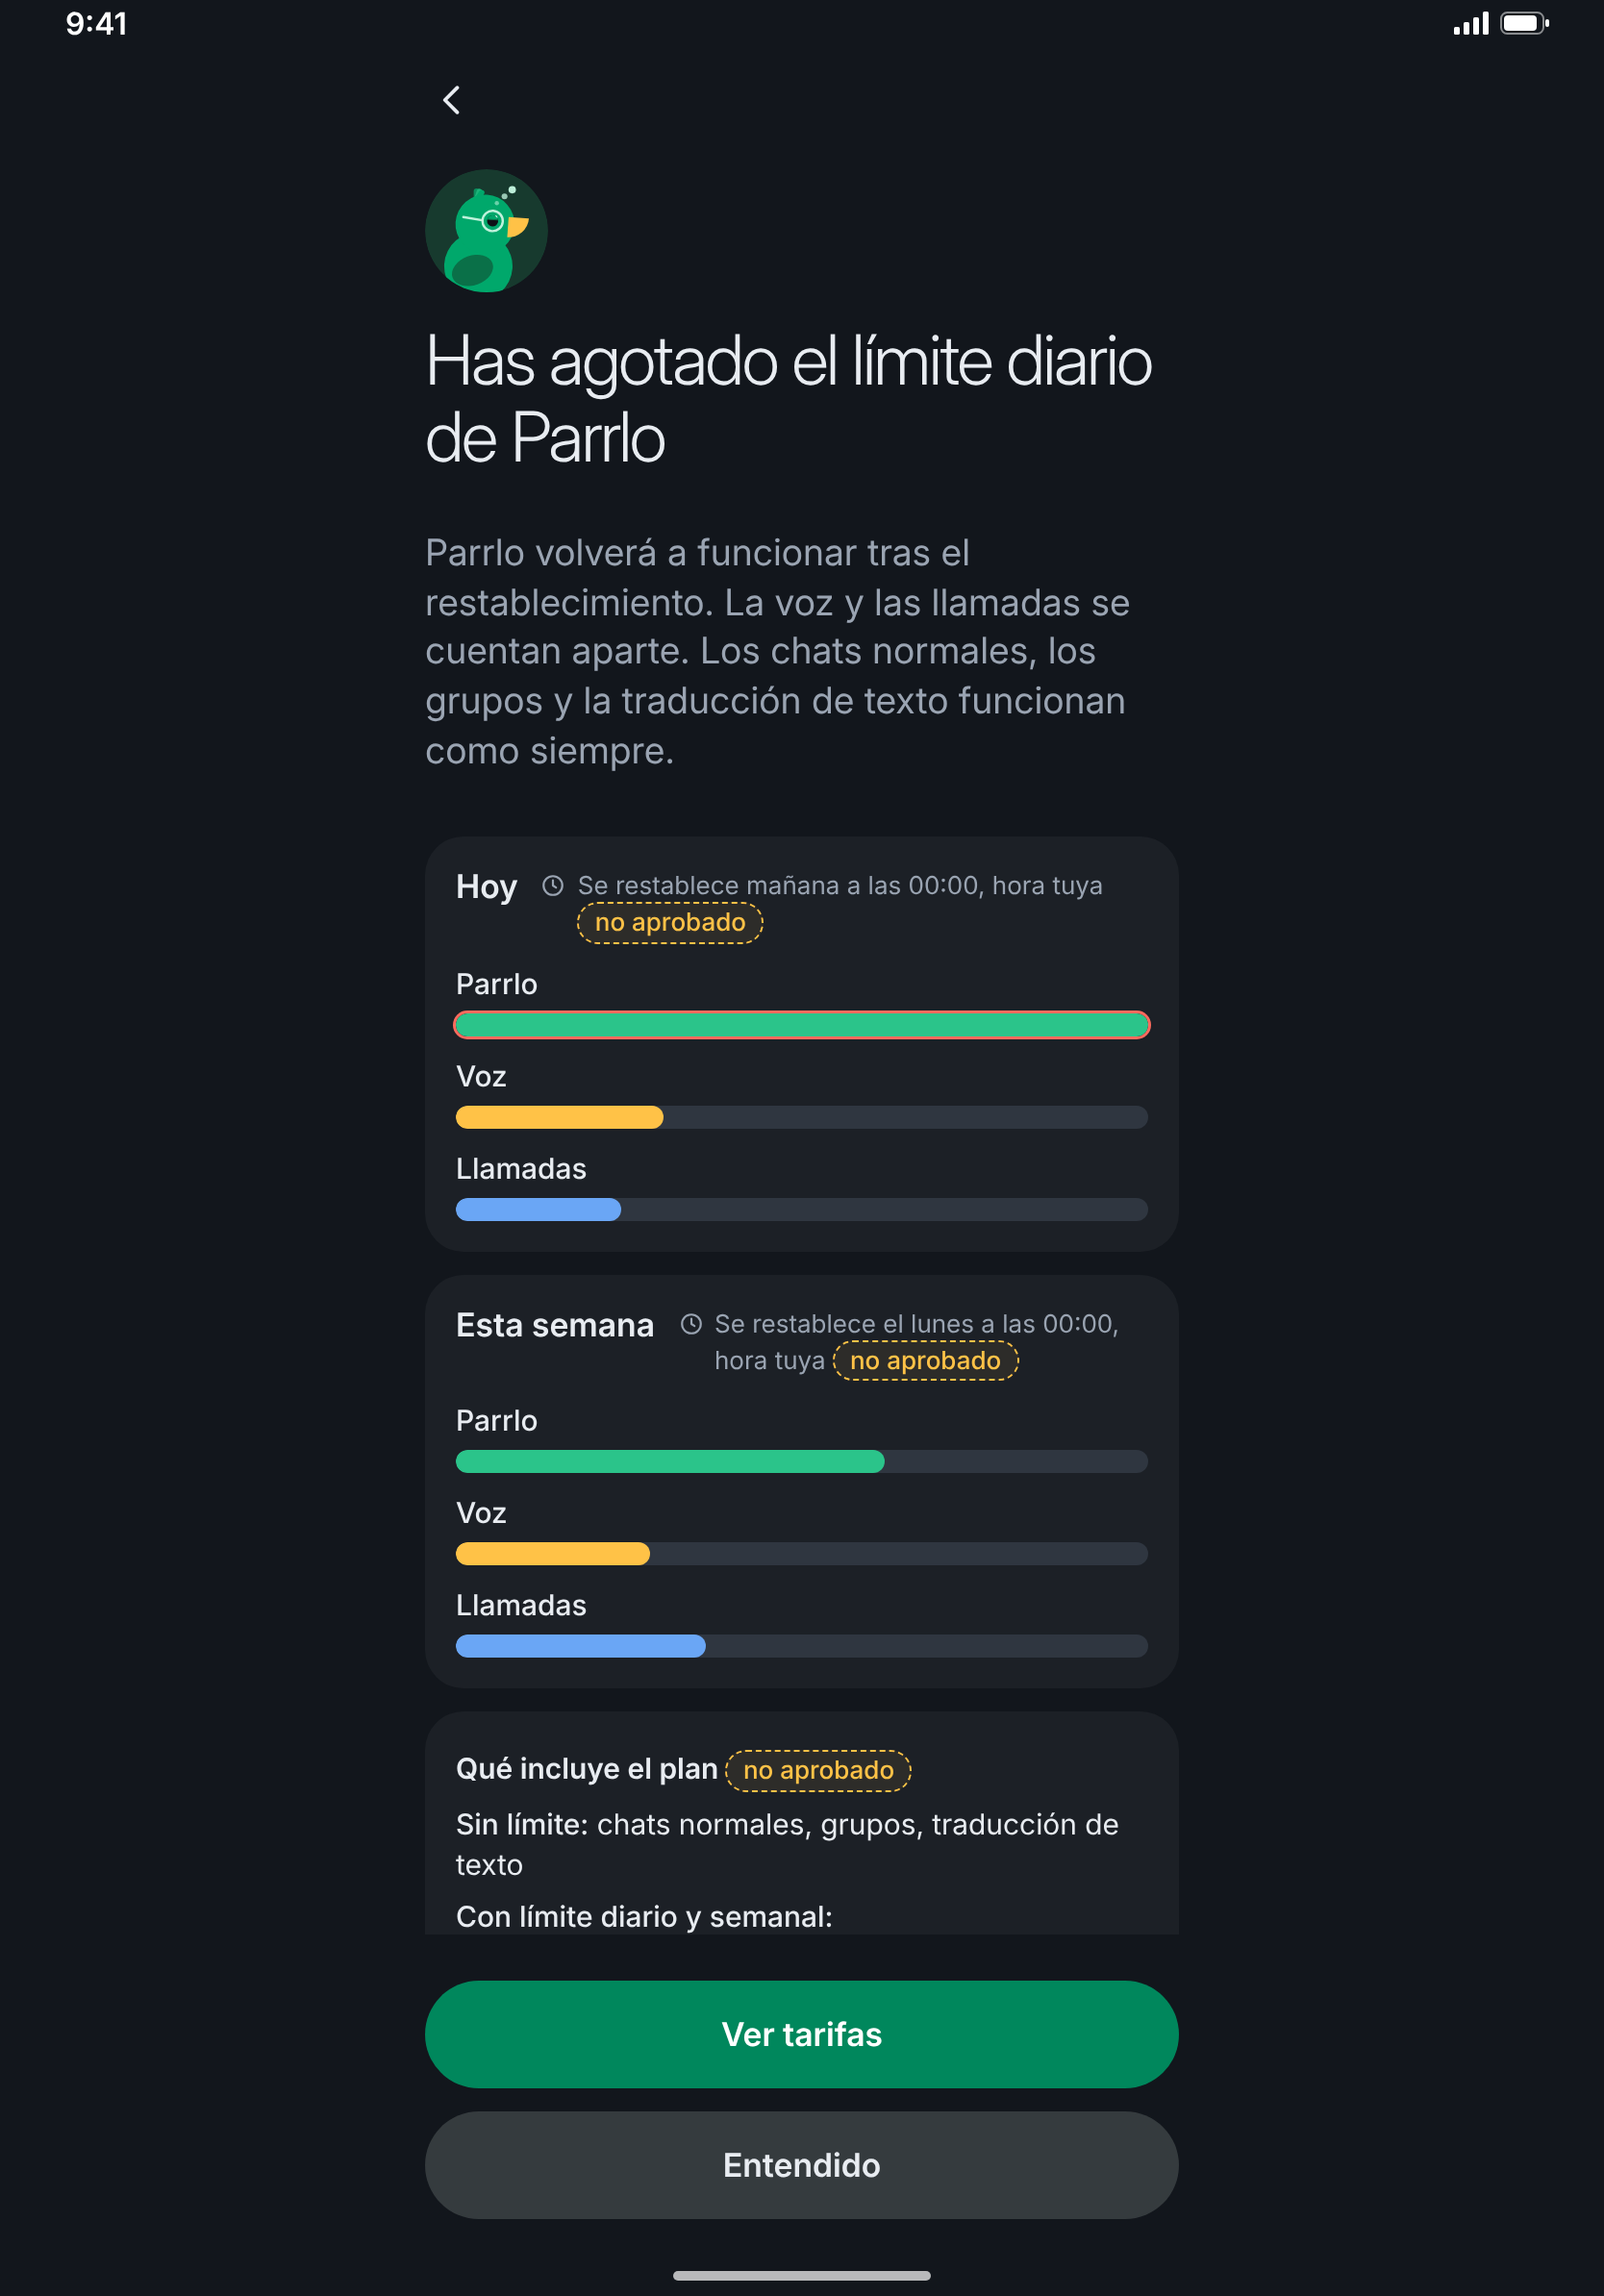 9:41
Has agotado el límite diario
de Parrlo
Parrlo volverá a funcionar tras el
restablecimiento. La voz y las llamadas se
cuentan aparte. Los chats normales, los
grupos y la traducción de texto funcionan
como siempre.
Hoy Se restablece mañana a las 00:00, hora tuya
no aprobado
Parrlo
Voz
Llamadas
Esta semana Se restablece el lunes a las 00:00,
hora tuya no aprobado
Parrlo
Voz
Llamadas
Qué incluye el plan no aprobado
Sin límite: chats normales, grupos, traducción de
texto
Con límite diario y semanal:
Ver tarifas
Entendido